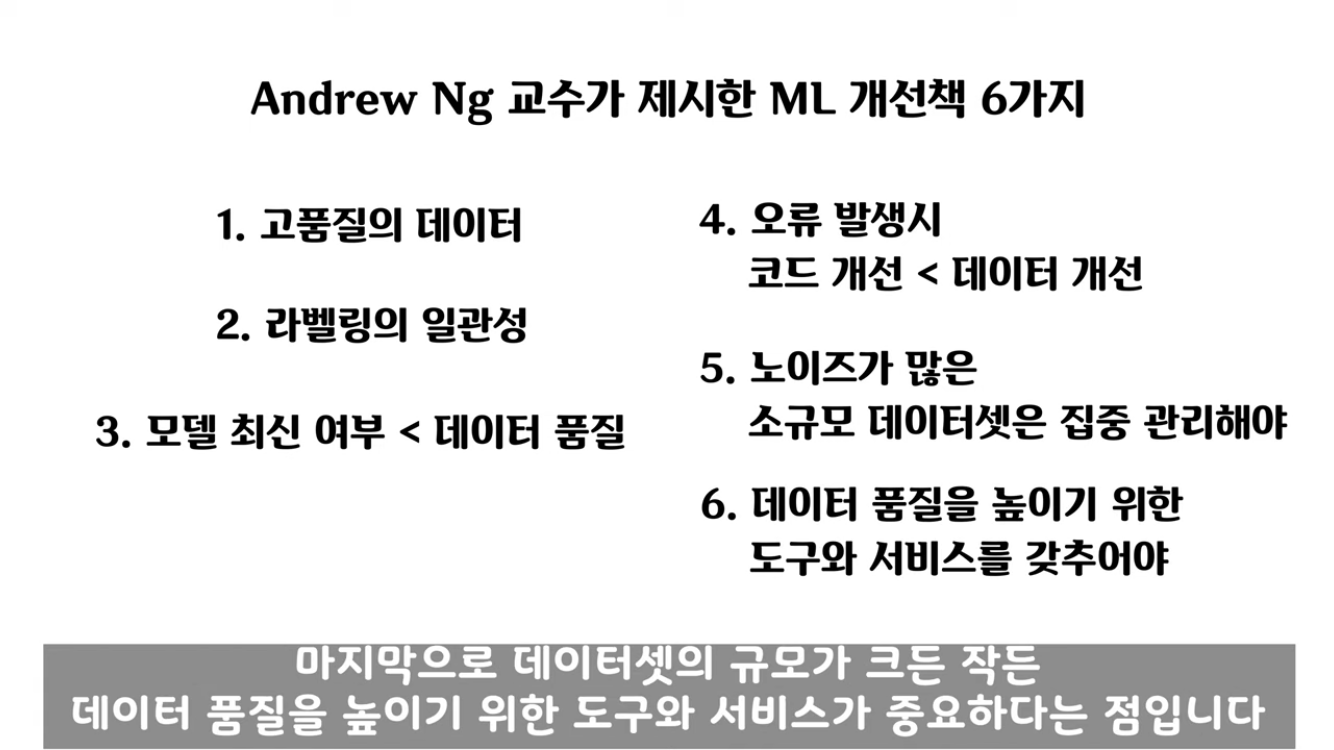 Andrew Ng 교수가 제시한 ML 개선책 6가지
1. 고품질의 데이터
2. 라벨링의 일관성
3. 모델 최신 여부 < 데이터 품질
4. 오류 발생시
코드 개선 < 데이터 개선
5. 노이즈가 많은
소규모 데이터셋은 집중 관리해야
6. 데이터 품질을 높이기 위한
도구와 서비스를 갖추어야
마지막으로 데이터셋의 규모가 크든 작든
데이터 품질을 높이기 위한 도구와 서비스가 중요하다는 점입니다